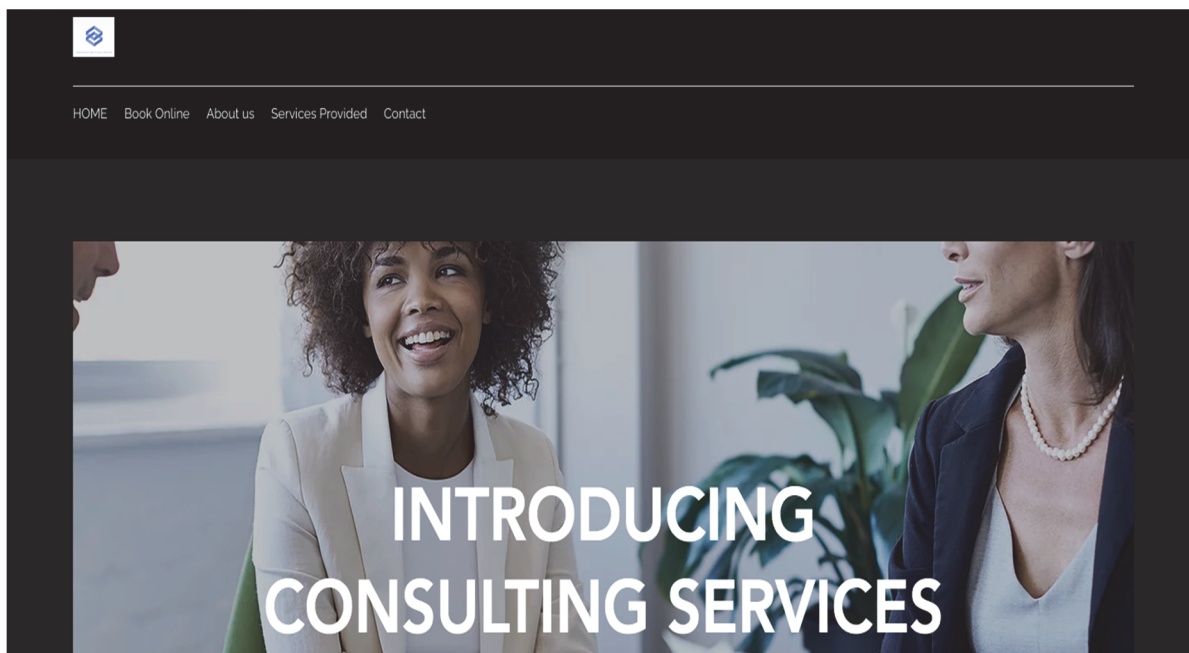 HOME Book Online About us Services Provided Contact
INTRODUCING
CONSULTING SERVICES